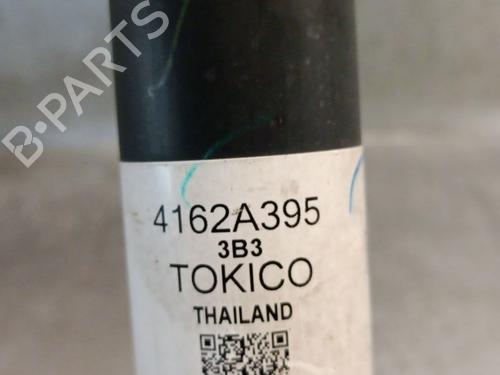 B·PARTS
4162A395
3B3
TOKICO
THAILAND